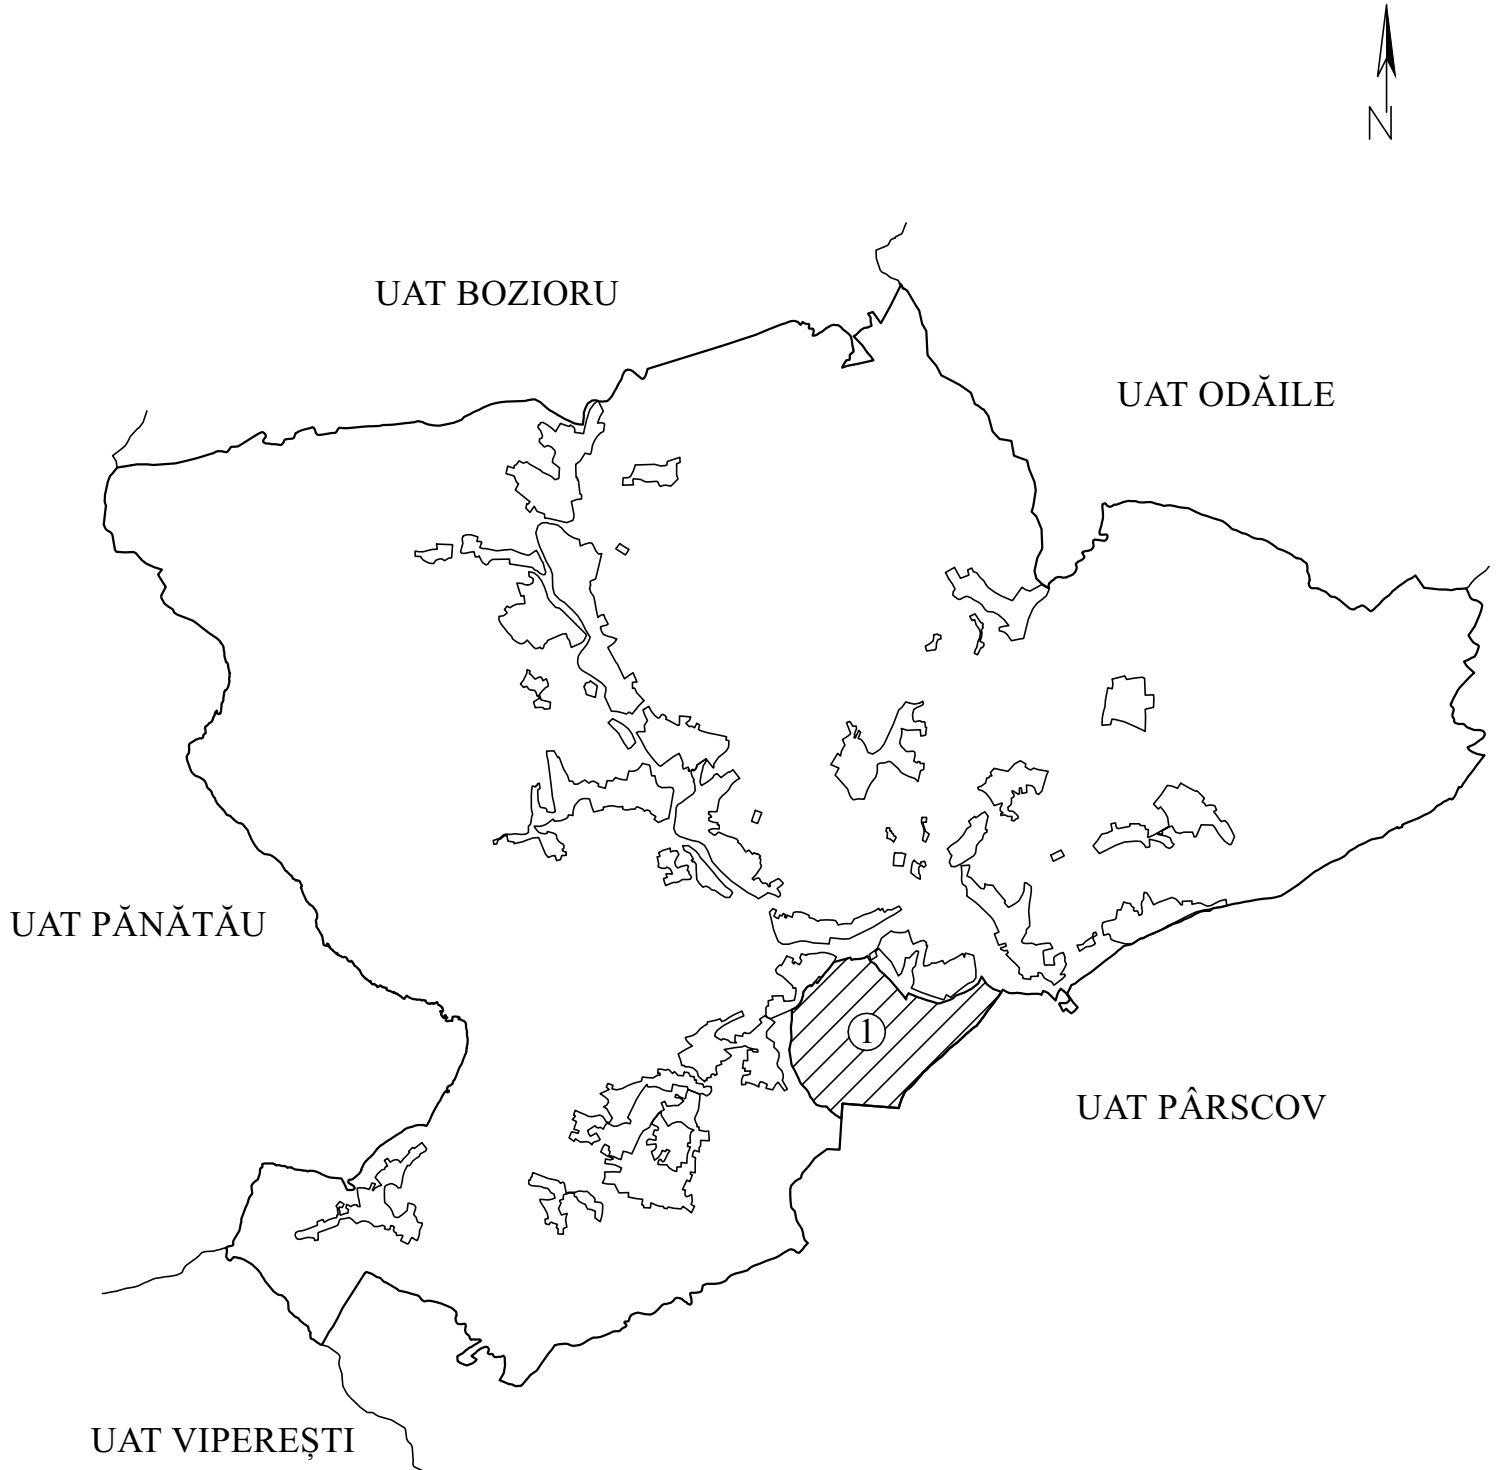 N
UAT BOZIORU
UAT ODĂILE
UAT PĂNĂTĂU
1
UAT PÂRSCOV
UAT VIPEREȘTI